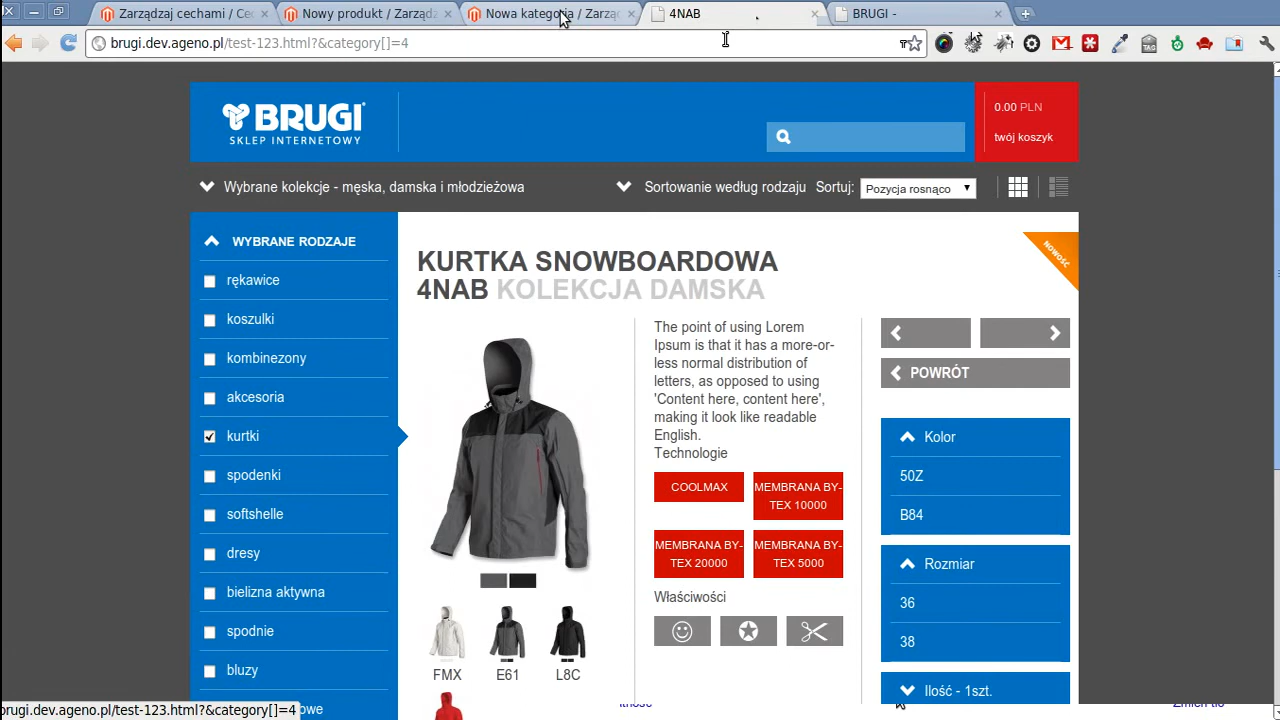 Zarządzaj cechami / Cec
Nowy produkt / Zarządz
Nowa kategoria / Zarząd
4NAB
BRUGI -
brugi.dev.ageno.pl/test-123.html?&category[]=4
BRUGI
SKLEP INTERNETOWY
0.00 PLN
twój koszyk
Wybrane kolekcje - męska, damska i młodzieżowa
Sortowanie według rodzaju
Sortuj:
Pozycja rosnąco
WYBRANE RODZAJE
rękawice
koszulki
kombinezony
akcesoria
kurtki
spodenki
softshelle
dresy
bielizna aktywna
spodnie
bluzy
KURTKA SNOWBOARDOWA
4NAB KOLEKCJA DAMSKA
NOWOŚĆ
The point of using Lorem
Ipsum is that it has a more-or-
less normal distribution of
letters, as opposed to using
'Content here, content here',
making it look like readable
English.
Technologie
COOLMAX
MEMBRANA BY-
TEX 10000
MEMBRANA BY-
TEX 20000
MEMBRANA BY-
TEX 5000
Właściwości
FMX
E61
L8C
POWRÓT
Kolor
50Z
B84
Rozmiar
36
38
Ilość - 1szt.
brugi.dev.ageno.pl/test-123.html?&category[]=4